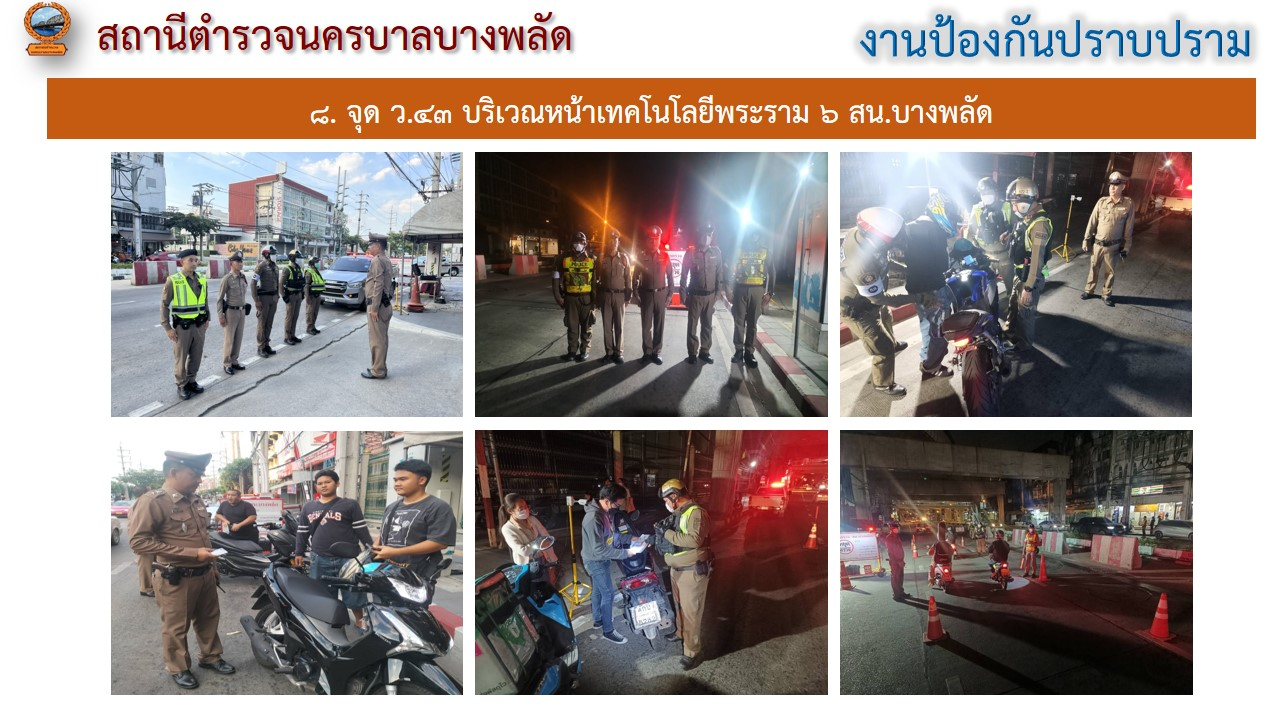 สถานีตำรวจนครบาลบางพลัด
งานป้องกันปราบปราม
๘. จุด ว.๔๓ บริเวณหน้าเทคโนโลยีพระราม ๖ สน.บางพลัด